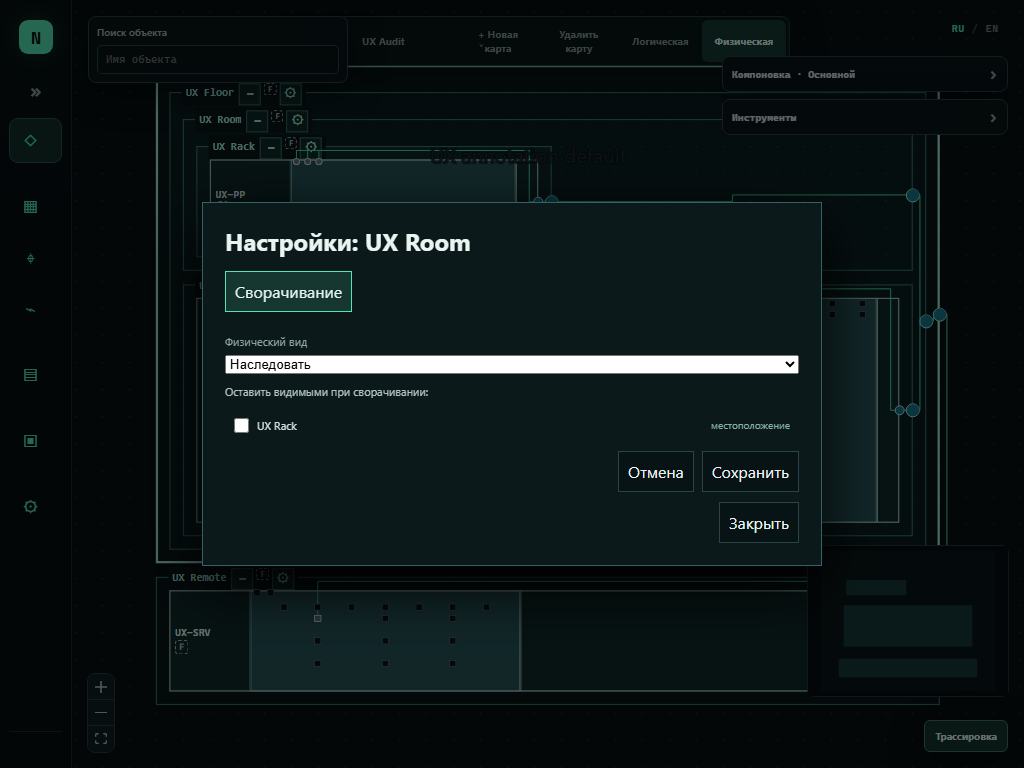 N
Поиск объекта
Имя объекта
UX Audit
+ Новая карта
Удалить карту
Логическая
Физическая
RU / EN
Компоновка · Основной
Инструменты
UX Floor
F
UX Room
F
UX Rack
F
UX-PP
Настройки: UX Room
Сворачивание
Физический вид
Наследовать
Оставить видимыми при сворачивании:
UX Rack
местоположение
Отмена
Сохранить
Закрыть
UX Remote
F
UX-SRV
F
Трассировка